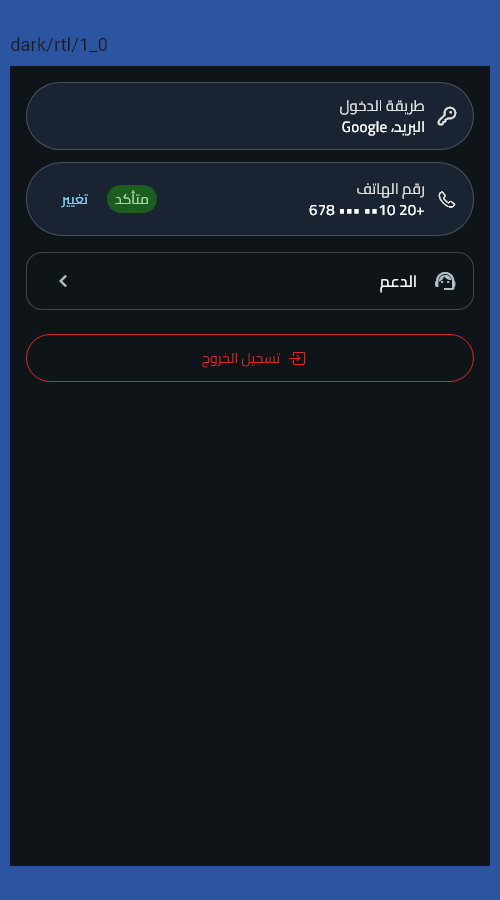 dark/rtl/1_0
طريقة الدخول
البريد، Google
رقم الهاتف
+20 10•• ••• 678
متأكد
تغيير
الدعم
تسجيل الخروج